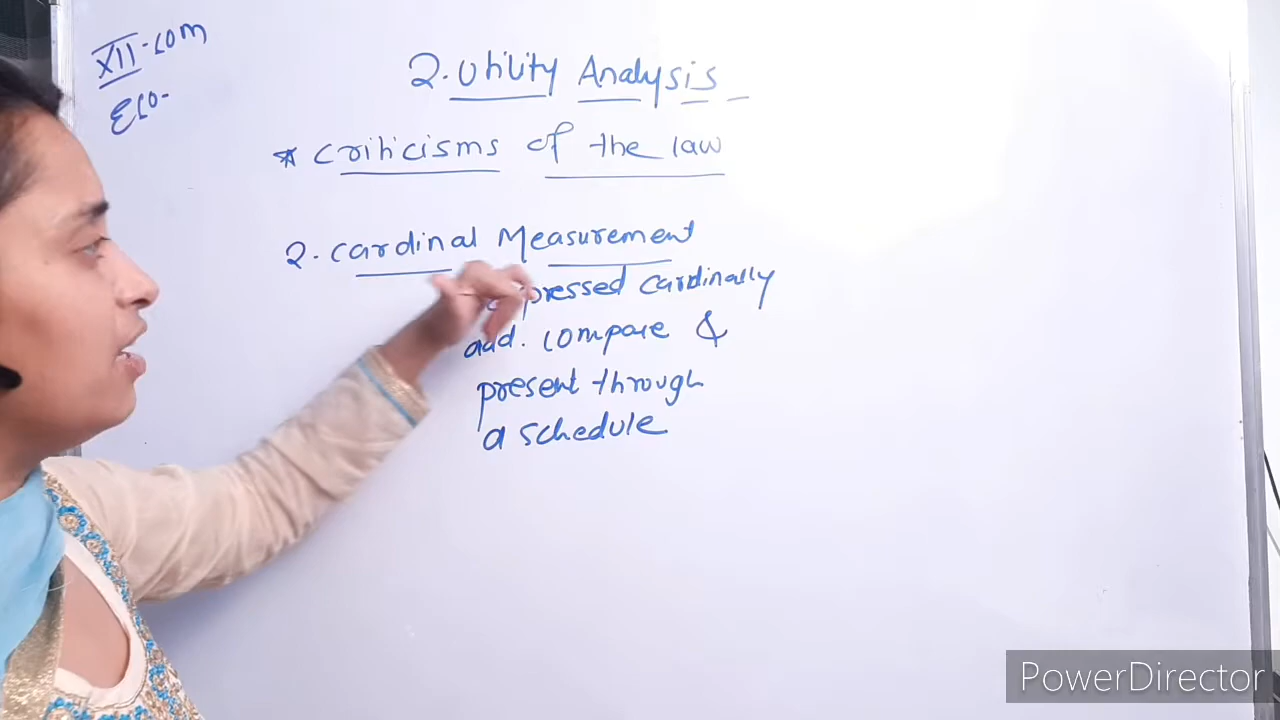 XII-com
Eco-
2. Utility Analysis
* Criticisms of the law
2. Cardinal Measurement
pressed cardinally
add. compare &
present through
a schedule
PowerDirector